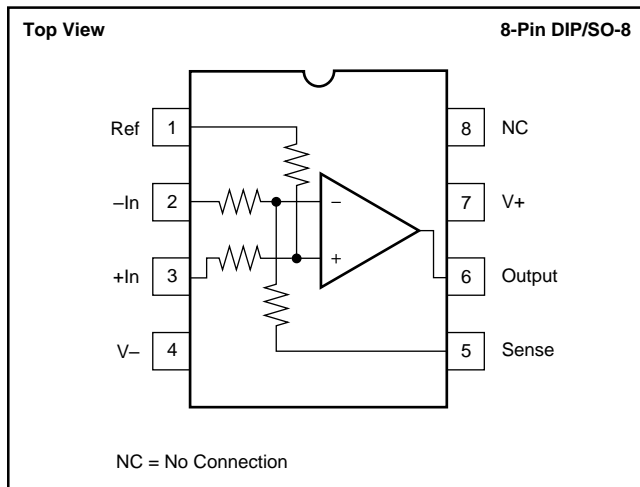 Top View
8-Pin DIP/SO-8
Ref 1
8 NC
–In 2
–
7 V+
+In 3
+
6 Output
V– 4
5 Sense
NC = No Connection